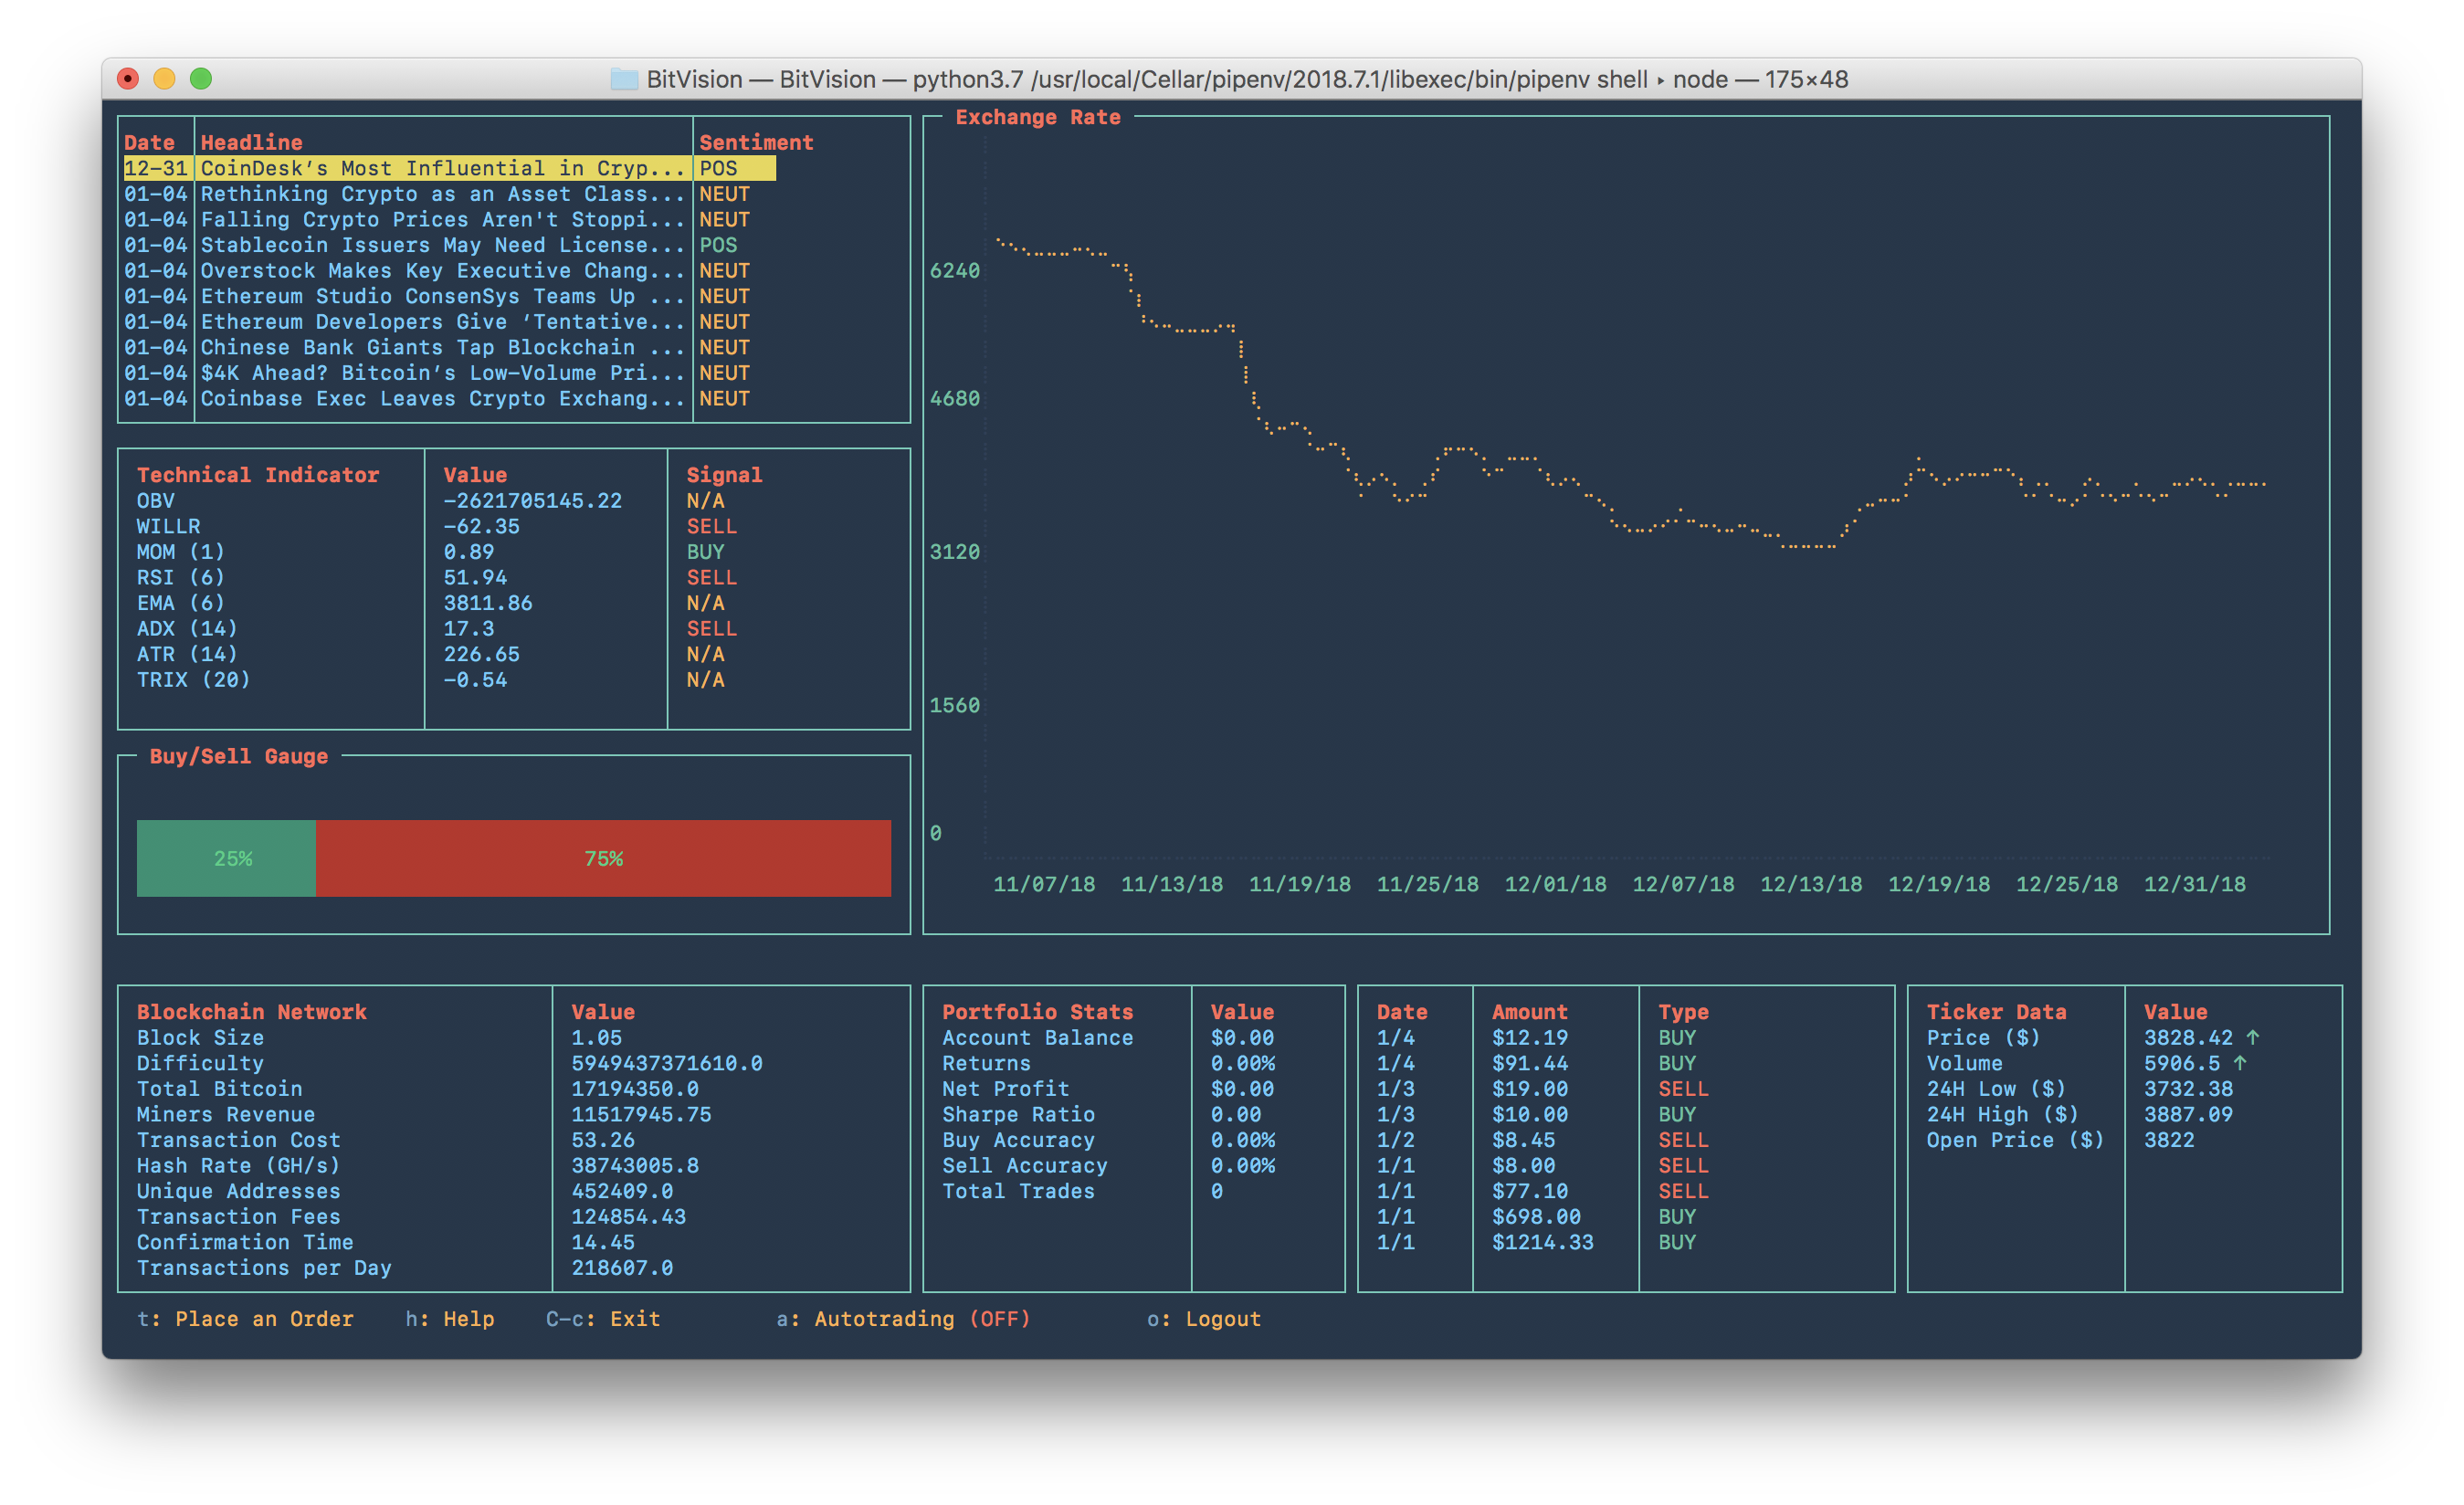 BitVision — BitVision — python3.7 /usr/local/Cellar/pipenv/2018.7.1/libexec/bin/pipenv shell ▸ node — 175×48
Date Headline Sentiment
12-31 CoinDesk’s Most Influential in Cryp... POS
01-04 Rethinking Crypto as an Asset Class... NEUT
01-04 Falling Crypto Prices Aren't Stoppi... NEUT
01-04 Stablecoin Issuers May Need License... POS
01-04 Overstock Makes Key Executive Chang... NEUT
01-04 Ethereum Studio ConsenSys Teams Up ... NEUT
01-04 Ethereum Developers Give ‘Tentative... NEUT
01-04 Chinese Bank Giants Tap Blockchain ... NEUT
01-04 $4K Ahead? Bitcoin’s Low-Volume Pri... NEUT
01-04 Coinbase Exec Leaves Crypto Exchang... NEUT
Technical Indicator Value Signal
OBV -2621705145.22 N/A
WILLR -62.35 SELL
MOM (1) 0.89 BUY
RSI (6) 51.94 SELL
EMA (6) 3811.86 N/A
ADX (14) 17.3 SELL
ATR (14) 226.65 N/A
TRIX (20) -0.54 N/A
Buy/Sell Gauge
25% 75%
Exchange Rate
6240
4680
3120
1560
0
11/07/18 11/13/18 11/19/18 11/25/18 12/01/18 12/07/18 12/13/18 12/19/18 12/25/18 12/31/18
Blockchain Network Value
Block Size 1.05
Difficulty 5949437371610.0
Total Bitcoin 17194350.0
Miners Revenue 11517945.75
Transaction Cost 53.26
Hash Rate (GH/s) 38743005.8
Unique Addresses 452409.0
Transaction Fees 124854.43
Confirmation Time 14.45
Transactions per Day 218607.0
Portfolio Stats Value
Account Balance $0.00
Returns 0.00%
Net Profit $0.00
Sharpe Ratio 0.00
Buy Accuracy 0.00%
Sell Accuracy 0.00%
Total Trades 0
Date Amount Type
1/4 $12.19 BUY
1/4 $91.44 BUY
1/3 $19.00 SELL
1/3 $10.00 BUY
1/2 $8.45 SELL
1/1 $8.00 SELL
1/1 $77.10 SELL
1/1 $698.00 BUY
1/1 $1214.33 BUY
Ticker Data Value
Price ($) 3828.42 ↑
Volume 5906.5 ↑
24H Low ($) 3732.38
24H High ($) 3887.09
Open Price ($) 3822
t: Place an Order h: Help C-c: Exit a: Autotrading (OFF) o: Logout